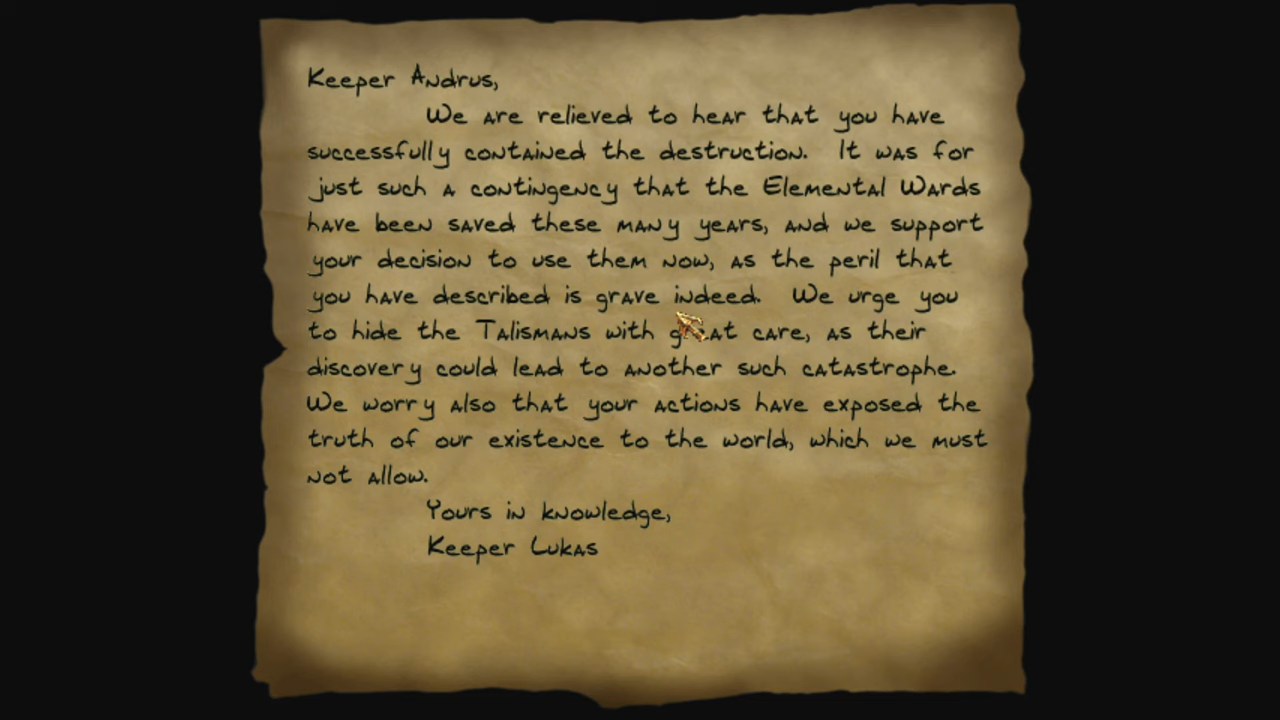 Keeper Andrus,
We are relieved to hear that you have
successfully contained the destruction. It was for
just such a contingency that the Elemental Wards
have been saved these many years, and we support
your decision to use them now, as the peril that
you have described is grave indeed. We urge you
to hide the Talismans with great care, as their
discovery could lead to another such catastrophe.
We worry also that your actions have exposed the
truth of our existence to the world, which we must
not allow.
Yours in knowledge,
Keeper Lukas